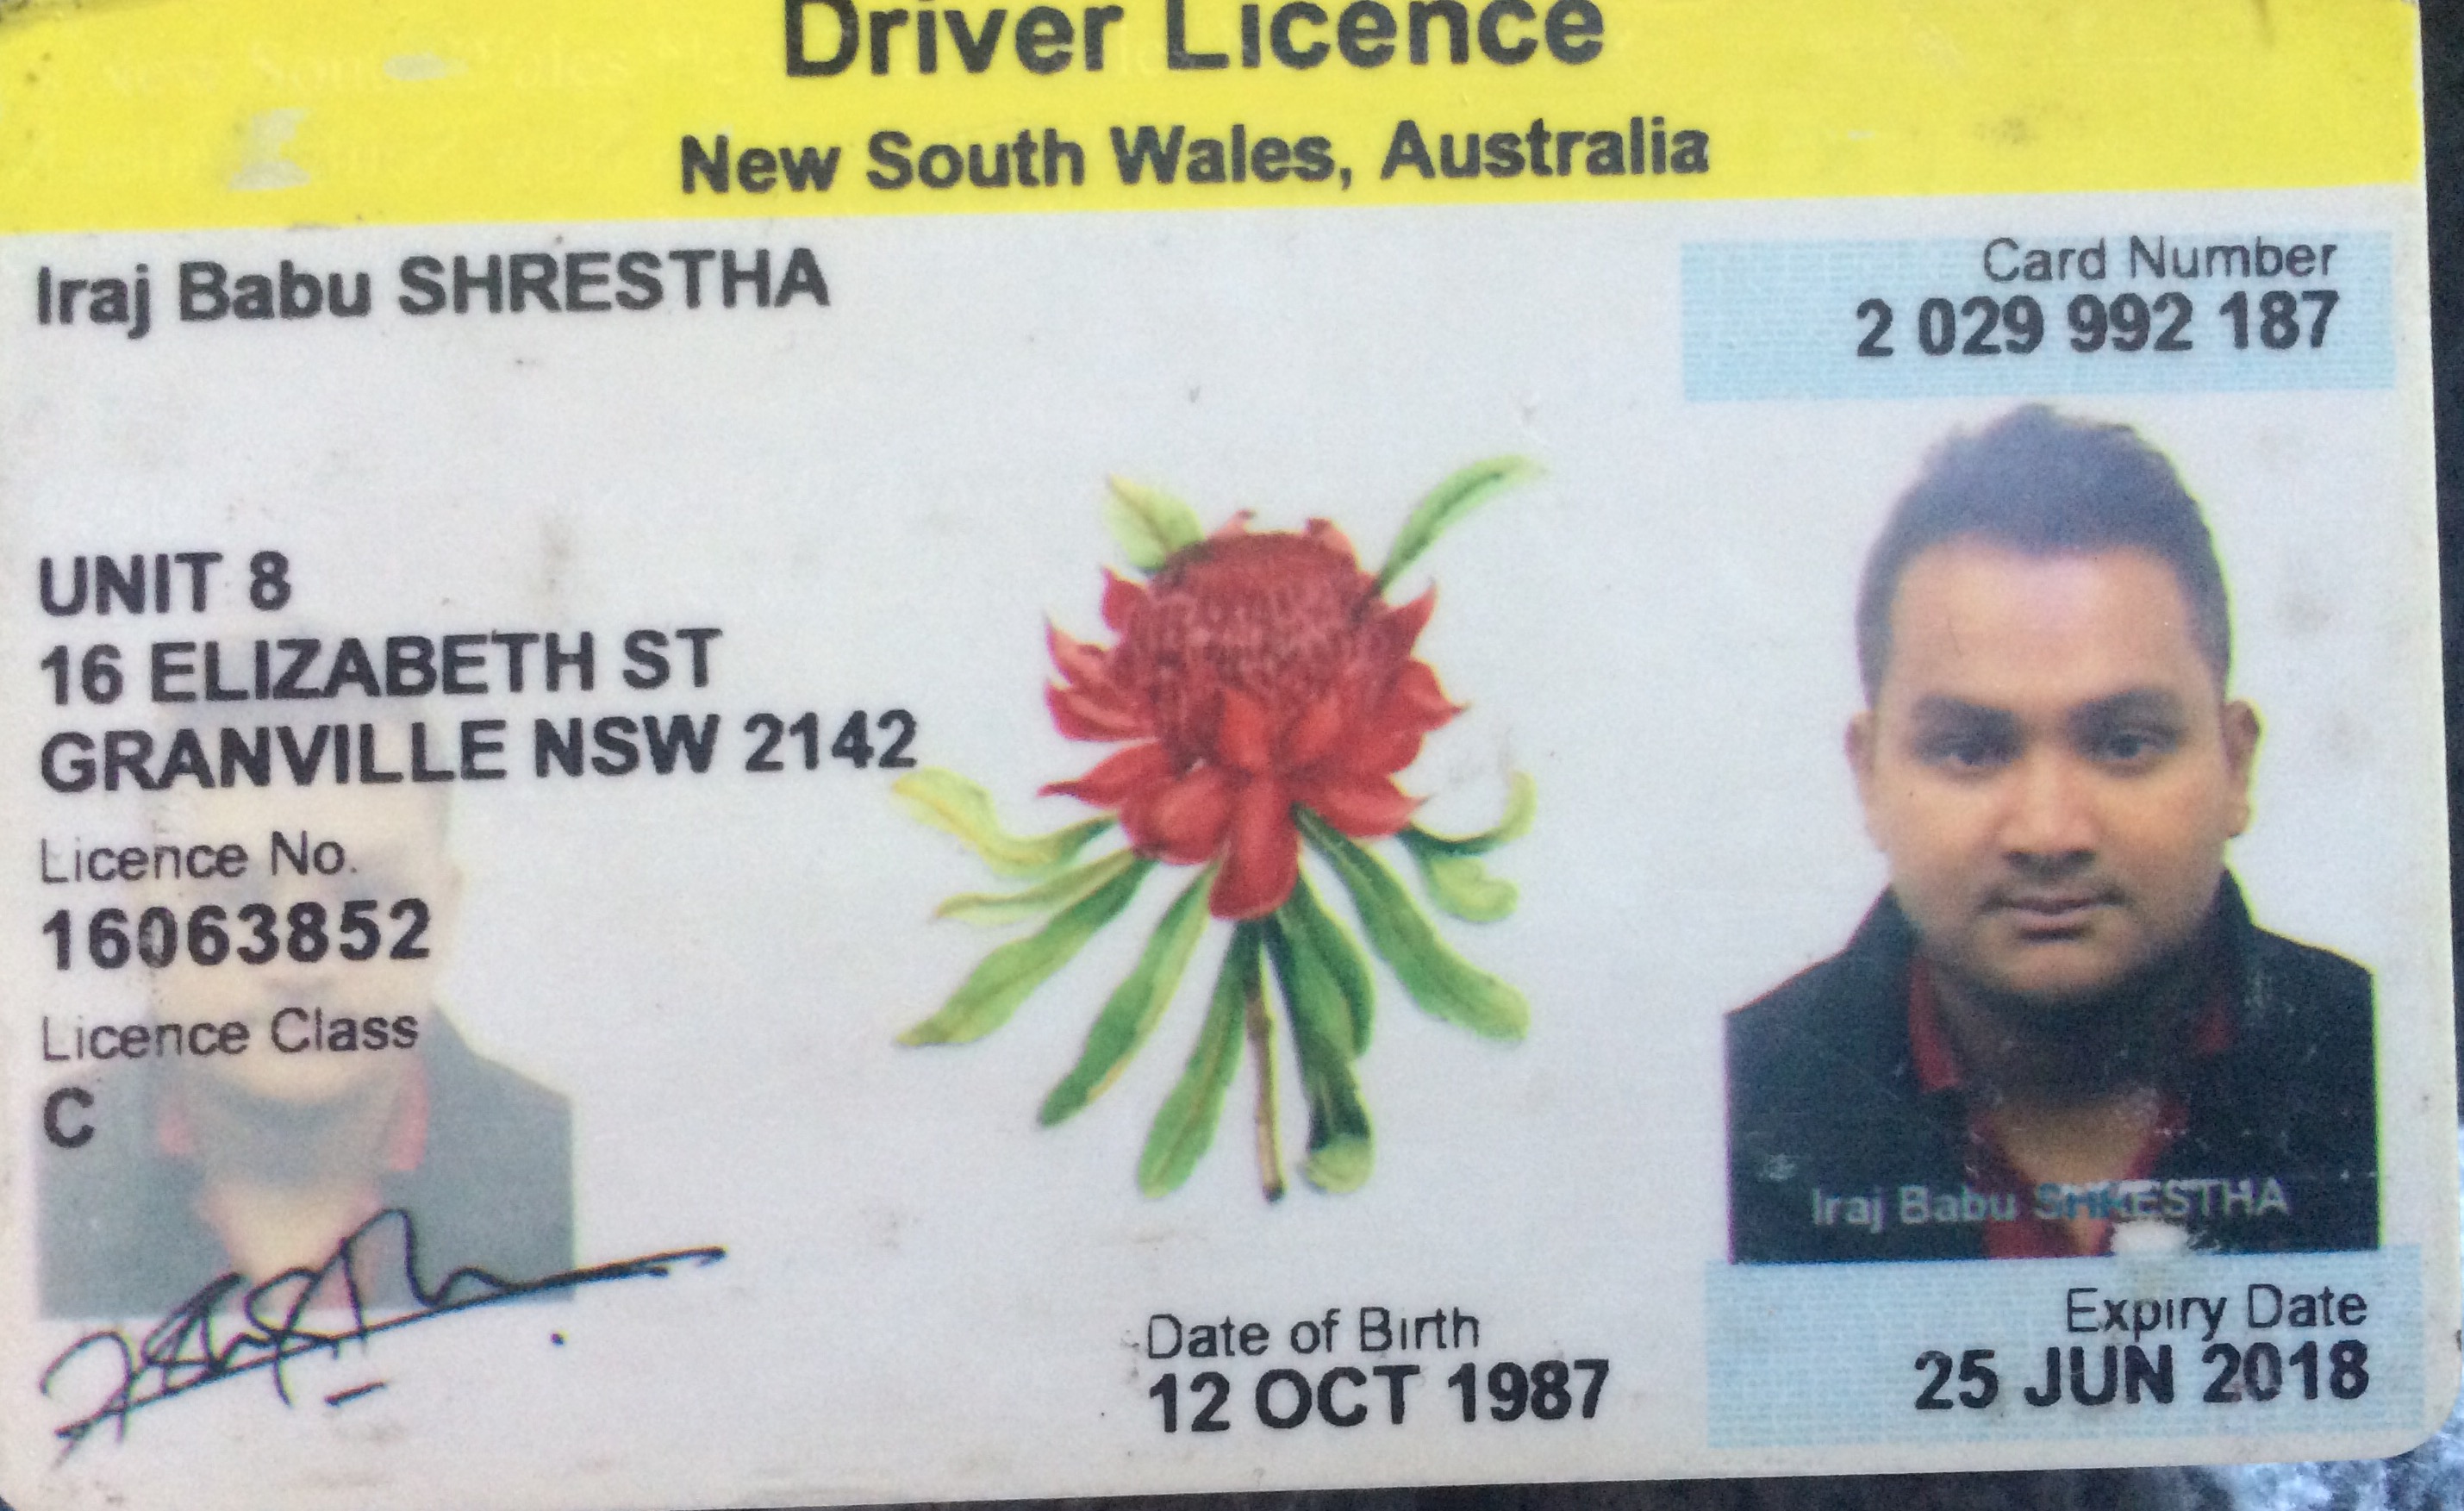 Driver Licence
New South Wales, Australia
Iraj Babu SHRESTHA
Card Number
2 029 992 187
UNIT 8
16 ELIZABETH ST
GRANVILLE NSW 2142
Licence No.
16063852
Licence Class
C
Iraj Babu SHRESTHA
Date of Birth
12 OCT 1987
Expiry Date
25 JUN 2018